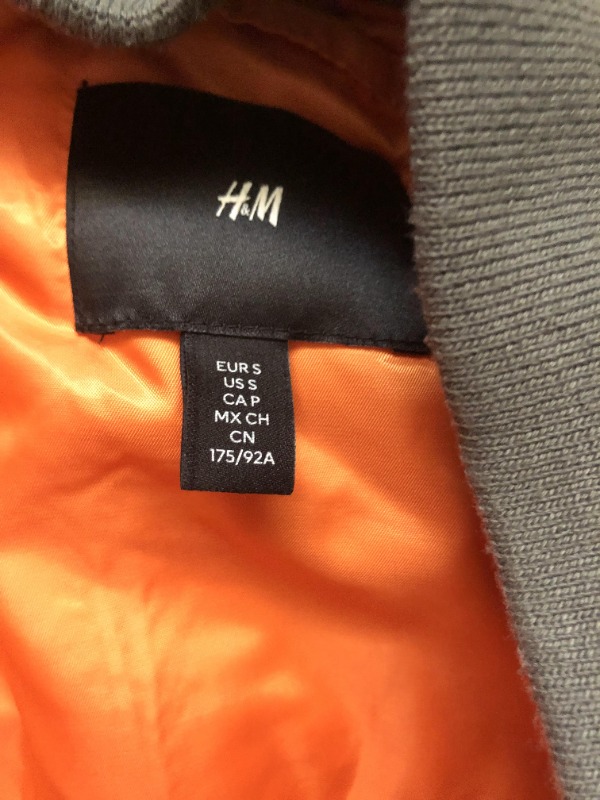 H&M
EUR S
US S
CA P
MX CH
CN
175/92A